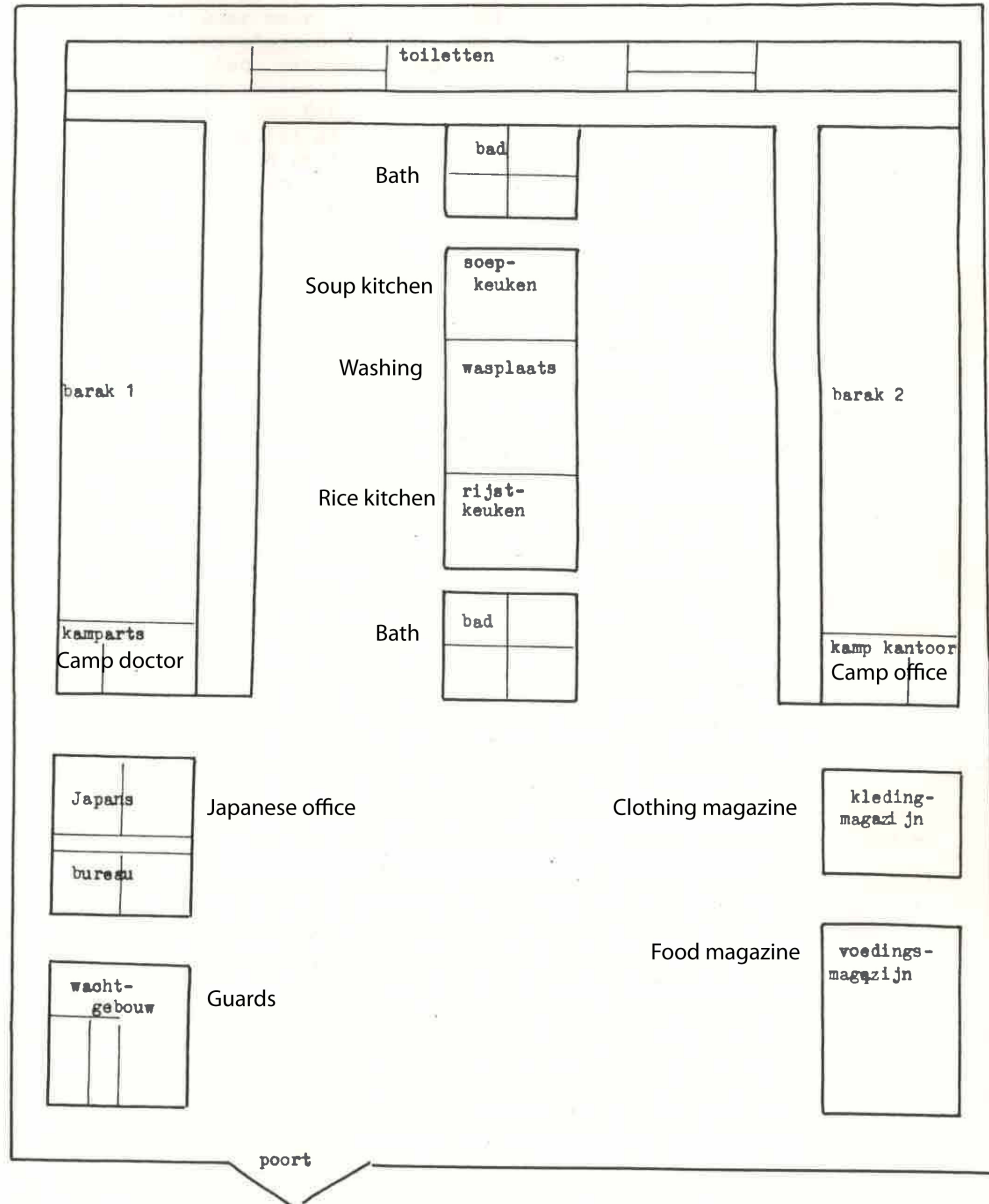 toiletten
bad
Bath
soep-
keuken
Soup kitchen
wasplaats
Washing
barak 1
barak 2
rijst-
keuken
Rice kitchen
bad
Bath
kamparts
Camp doctor
kamp kantoor
Camp office
Japans
bureau
Japanese office
Clothing magazine
kleding-
magazijn
Food magazine
voedings-
magazijn
wacht-
gebouw
Guards
poort